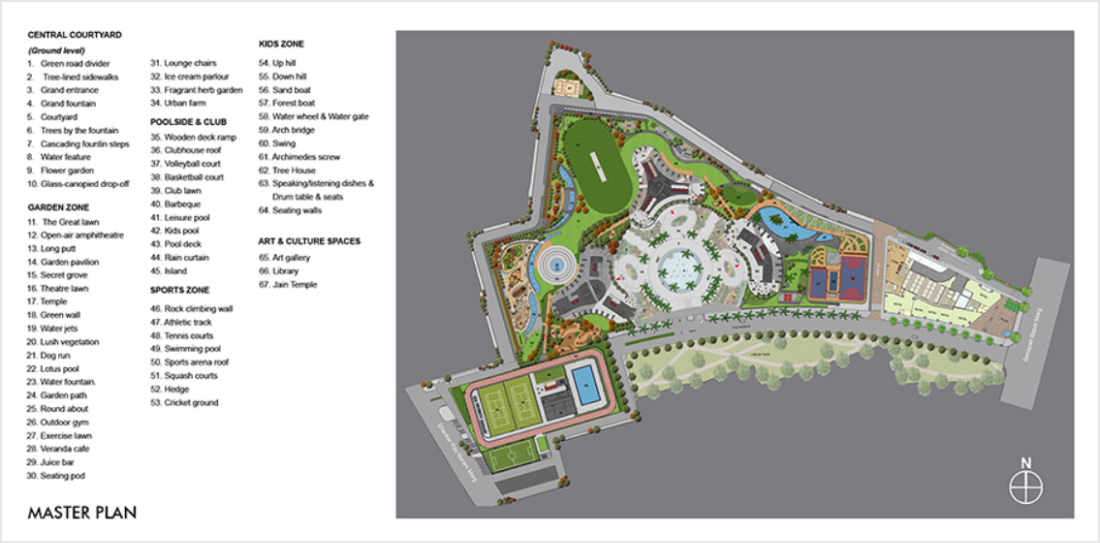 CENTRAL COURTYARD
(Ground level)
1. Green road divider
2. Tree-lined sidewalks
3. Grand entrance
4. Grand fountain
5. Courtyard
6. Trees by the fountain
7. Cascading fountin steps
8. Water feature
9. Flower garden
10. Glass-canopied drop-off
GARDEN ZONE
11. The Great lawn
12. Open-air amphitheatre
13. Long putt
14. Garden pavilion
15. Secret grove
16. Theatre lawn
17. Temple
18. Green wall
19. Water jets
20. Lush vegetation
21. Dog run
22. Lotus pool
23. Water fountain.
24. Garden path
25. Round about
26. Outdoor gym
27. Exercise lawn
28. Veranda cafe
29. Juice bar
30. Seating pod
31. Lounge chairs
32. Ice cream parlour
33. Fragrant herb garden
34. Urban farm
POOLSIDE & CLUB
35. Wooden deck ramp
36. Clubhouse roof
37. Volleyball court
38. Basketball court
39. Club lawn
40. Barbeque
41. Leisure pool
42. Kids pool
43. Pool deck
44. Rain curtain
45. Island
SPORTS ZONE
46. Rock climbing wall
47. Athletic track
48. Tennis courts
49. Swimming pool
50. Sports arena roof
51. Squash courts
52. Hedge
53. Cricket ground
KIDS ZONE
54. Up hill
55. Down hill
56. Sand boat
57. Forest boat
58. Water wheel & Water gate
59. Arch bridge
60. Swing
61. Archimedes screw
62. Tree House
63. Speaking/listening dishes &
Drum table & seats
64. Seating walls
ART & CULTURE SPACES
65. Art gallery
66. Library
67. Jain Temple
MASTER PLAN
N